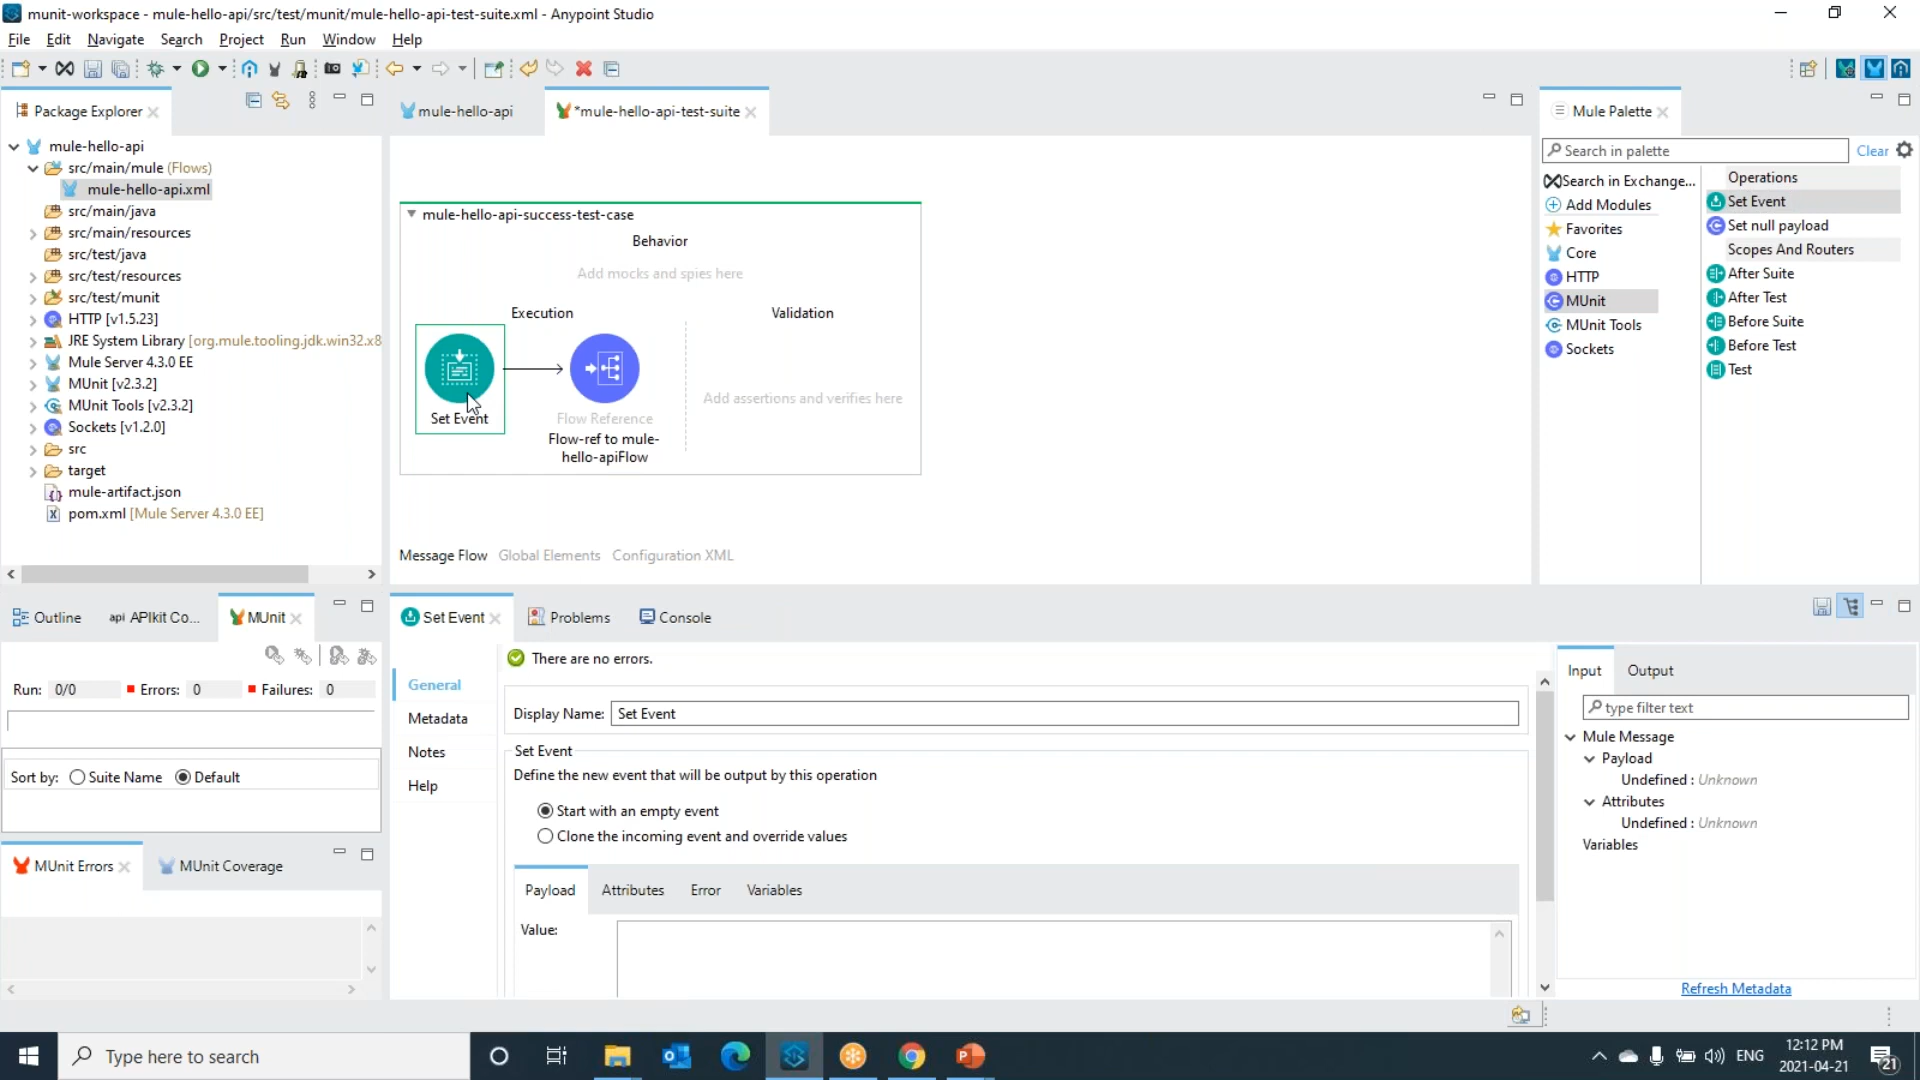 munit-workspace - mule-hello-api/src/test/munit/mule-hello-api-test-suite.xml - Anypoint Studio
File Edit Navigate Search Project Run Window Help
Package Explorer
mule-hello-api
src/main/mule (Flows)
mule-hello-api.xml
src/main/java
src/main/resources
src/test/java
src/test/resources
src/test/munit
HTTP [v1.5.23]
JRE System Library [org.mule.tooling.jdk.win32.x8
Mule Server 4.3.0 EE
MUnit [v2.3.2]
MUnit Tools [v2.3.2]
Sockets [v1.2.0]
src
target
mule-artifact.json
pom.xml [Mule Server 4.3.0 EE]
mule-hello-api
*mule-hello-api-test-suite
mule-hello-api-success-test-case
Behavior
Add mocks and spies here
Execution
Validation
Set Event
Flow Reference
Flow-ref to mule-
hello-apiFlow
Add assertions and verifies here
Message Flow Global Elements Configuration XML
Mule Palette
Search in palette
Clear
Search in Exchange...
Add Modules
Favorites
Core
HTTP
MUnit
MUnit Tools
Sockets
Operations
Set Event
Set null payload
Scopes And Routers
After Suite
After Test
Before Suite
Before Test
Test
Outline
api APIkit Co...
MUnit
Run: 0/0 Errors: 0 Failures: 0
Sort by: Suite Name Default
MUnit Errors
MUnit Coverage
Set Event
Problems
Console
General
Metadata
Notes
Help
There are no errors.
Display Name: Set Event
Set Event
Define the new event that will be output by this operation
Start with an empty event
Clone the incoming event and override values
Payload Attributes Error Variables
Value:
Input Output
type filter text
Mule Message
Payload
Undefined : Unknown
Attributes
Undefined : Unknown
Variables
Refresh Metadata
Type here to search
ENG
12:12 PM
2021-04-21
21